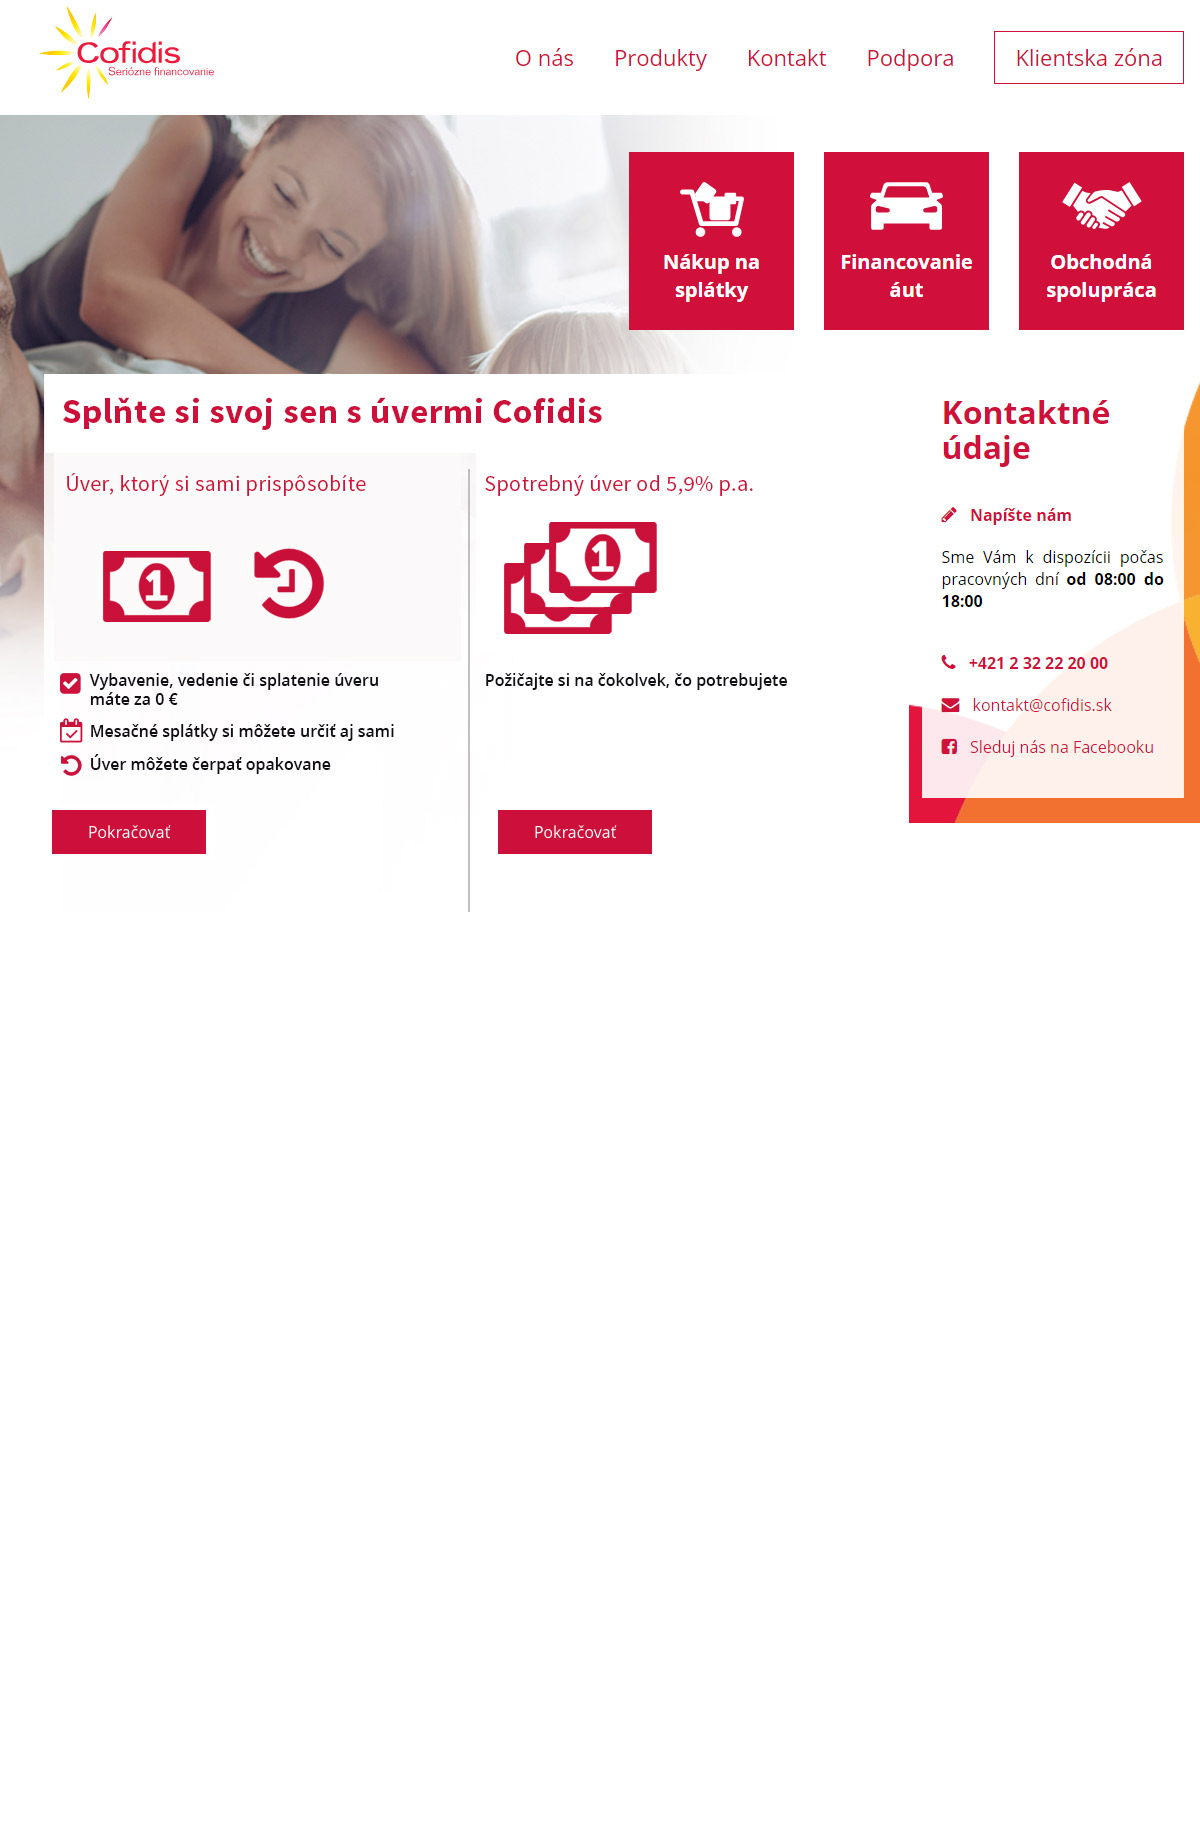 Cofidis
Seriózne financovanie
O nás
Produkty
Kontakt
Podpora
Klientska zóna
Nákup na
splátky
Financovanie
áut
Obchodná
spolupráca
Splňte si svoj sen s úvermi Cofidis
Úver, ktorý si sami prispôsobíte
1
Vybavenie, vedenie či splatenie úveru
máte za 0 €
Mesačné splátky si môžete určiť aj sami
Úver môžete čerpať opakovane
Pokračovať
Spotrebný úver od 5,9% p.a.
1
Požičajte si na čokolvek, čo potrebujete
Pokračovať
Kontaktné
údaje
Napíšte nám
Sme Vám k dispozícii počas
pracovných dní od 08:00 do
18:00
+421 2 32 22 20 00
kontakt@cofidis.sk
Sleduj nás na Facebooku